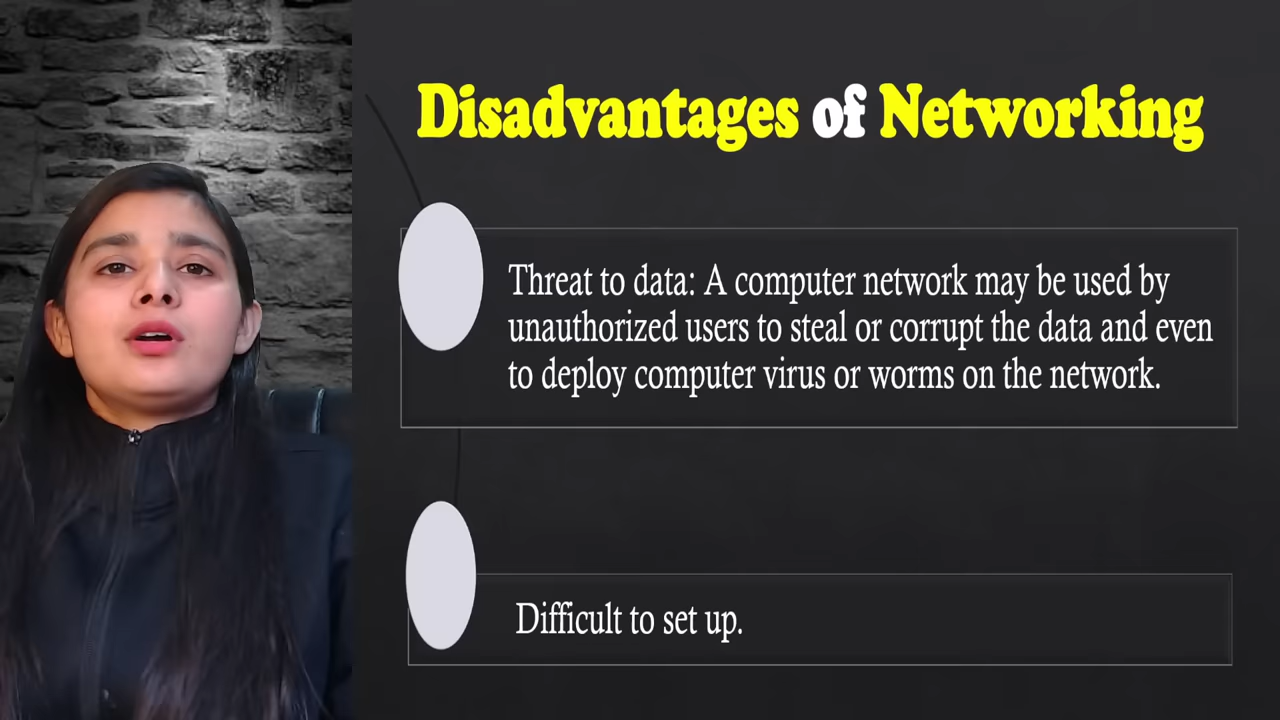 Disadvantages of Networking
Threat to data: A computer network may be used by
unauthorized users to steal or corrupt the data and even
to deploy computer virus or worms on the network.
Difficult to set up.